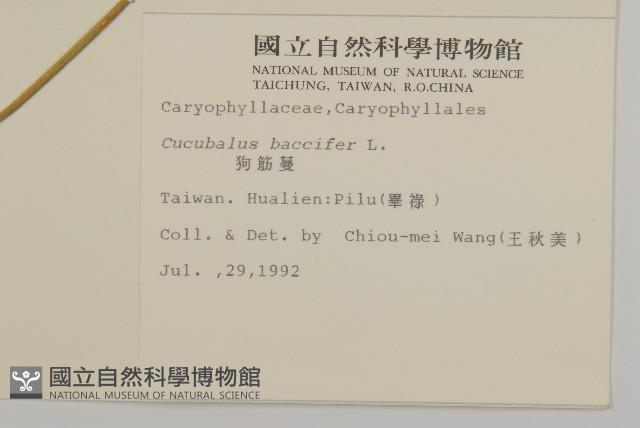 國立自然科學博物館
NATIONAL MUSEUM OF NATURAL SCIENCE
TAICHUNG, TAIWAN, R.O.CHINA
Caryophyllaceae,Caryophyllales
Cucubalus baccifer L.
狗筋蔓
Taiwan. Hualien:Pilu(畢祿)
Coll. & Det. by Chiou-mei Wang(王秋美)
Jul. ,29,1992
國立自然科學博物館
NATIONAL MUSEUM OF NATURAL SCIENCE